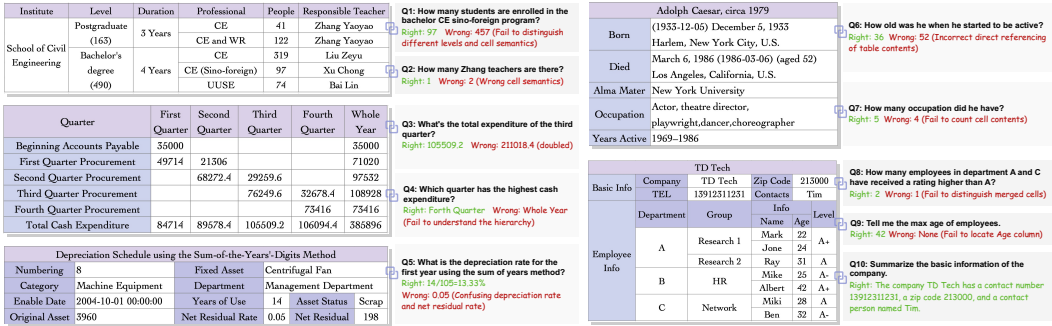 Institute Level Duration Professional People Responsible Teacher
School of Civil Engineering
Postgraduate (163) 3 Years CE 41 Zhang Yaoyao
CE and WR 122 Zhang Yaoyao
Bachelor's degree (490) 4 Years CE 319 Liu Zeyu
CE (Sino-foreign) 97 Xu Chong
UUSE 74 Bai Lin
Q1: How many students are enrolled in the
bachelor CE sino-foreign program?
Right: 97 Wrong: 457 (Fail to distinguish
different levels and cell semantics)
Q2: How many Zhang teachers are there?
Right: 1 Wrong: 2 (Wrong cell semantics)
Quarter First Quarter Second Quarter Third Quarter Fourth Quarter Whole Year
Beginning Accounts Payable 35000 35000
First Quarter Procurement 49714 21306 71020
Second Quarter Procurement 68272.4 29259.6 97532
Third Quarter Procurement 76249.6 32678.4 108928
Fourth Quarter Procurement 73416 73416
Total Cash Expenditure 84714 89578.4 105509.2 106094.4 385896
Q3: What's the total expenditure of the third
quarter?
Right: 105509.2 Wrong: 211018.4 (doubled)
Q4: Which quarter has the highest cash
expenditure?
Right: Forth Quarter Wrong: Whole Year
(Fail to understand the hierarchy)
Depreciation Schedule using the Sum-of-the-Years'-Digits Method
Numbering 8 Fixed Asset Centrifugal Fan
Category Machine Equipment Department Management Department
Enable Date 2004-10-01 00:00:00 Years of Use 14 Asset Status Scrap
Original Asset 3960 Net Residual Rate 0.05 Net Residual 198
Q5: What is the depreciation rate for the
first year using the sum of years method?
Right: 14/105=13.33%
Wrong: 0.05 (Confusing depreciation rate
and net residual rate)
Adolph Caesar, circa 1979
Born (1933-12-05) December 5, 1933
Harlem, New York City, U.S.
Died March 6, 1986 (1986-03-06) (aged 52)
Los Angeles, California, U.S.
Alma Mater New York University
Occupation Actor, theatre director,
playwright,dancer,choreographer
Years Active 1969–1986
Q6: How old was he when he started to be active?
Right: 36 Wrong: 52 (Incorrect direct referencing
of table contents)
Q7: How many occupation did he have?
Right: 5 Wrong: 4 (Fail to count cell contents)
TD Tech
Basic Info Company TD Tech Zip Code 213000
TEL 13912311231 Contacts Tim
Employee Info
Department Group Info Level
Name Age
A Research 1 Mark 22 A+
Jone 24
Research 2 Ray 31 A
B HR Mike 25 A-
Albert 42 A+
C Network Miki 28 A
Ben 32 A-
Q8: How many employees in department A and C
have received a rating higher than A?
Right: 2 Wrong: 1 (Fail to distinguish merged cells)
Q9: Tell me the max age of employees.
Right: 42 Wrong: None (Fail to locate Age column)
Q10: Summarize the basic information of the
company.
Right: The company TD Tech has a contact number
13912311231, a zip code 213000, and a contact
person named Tim.